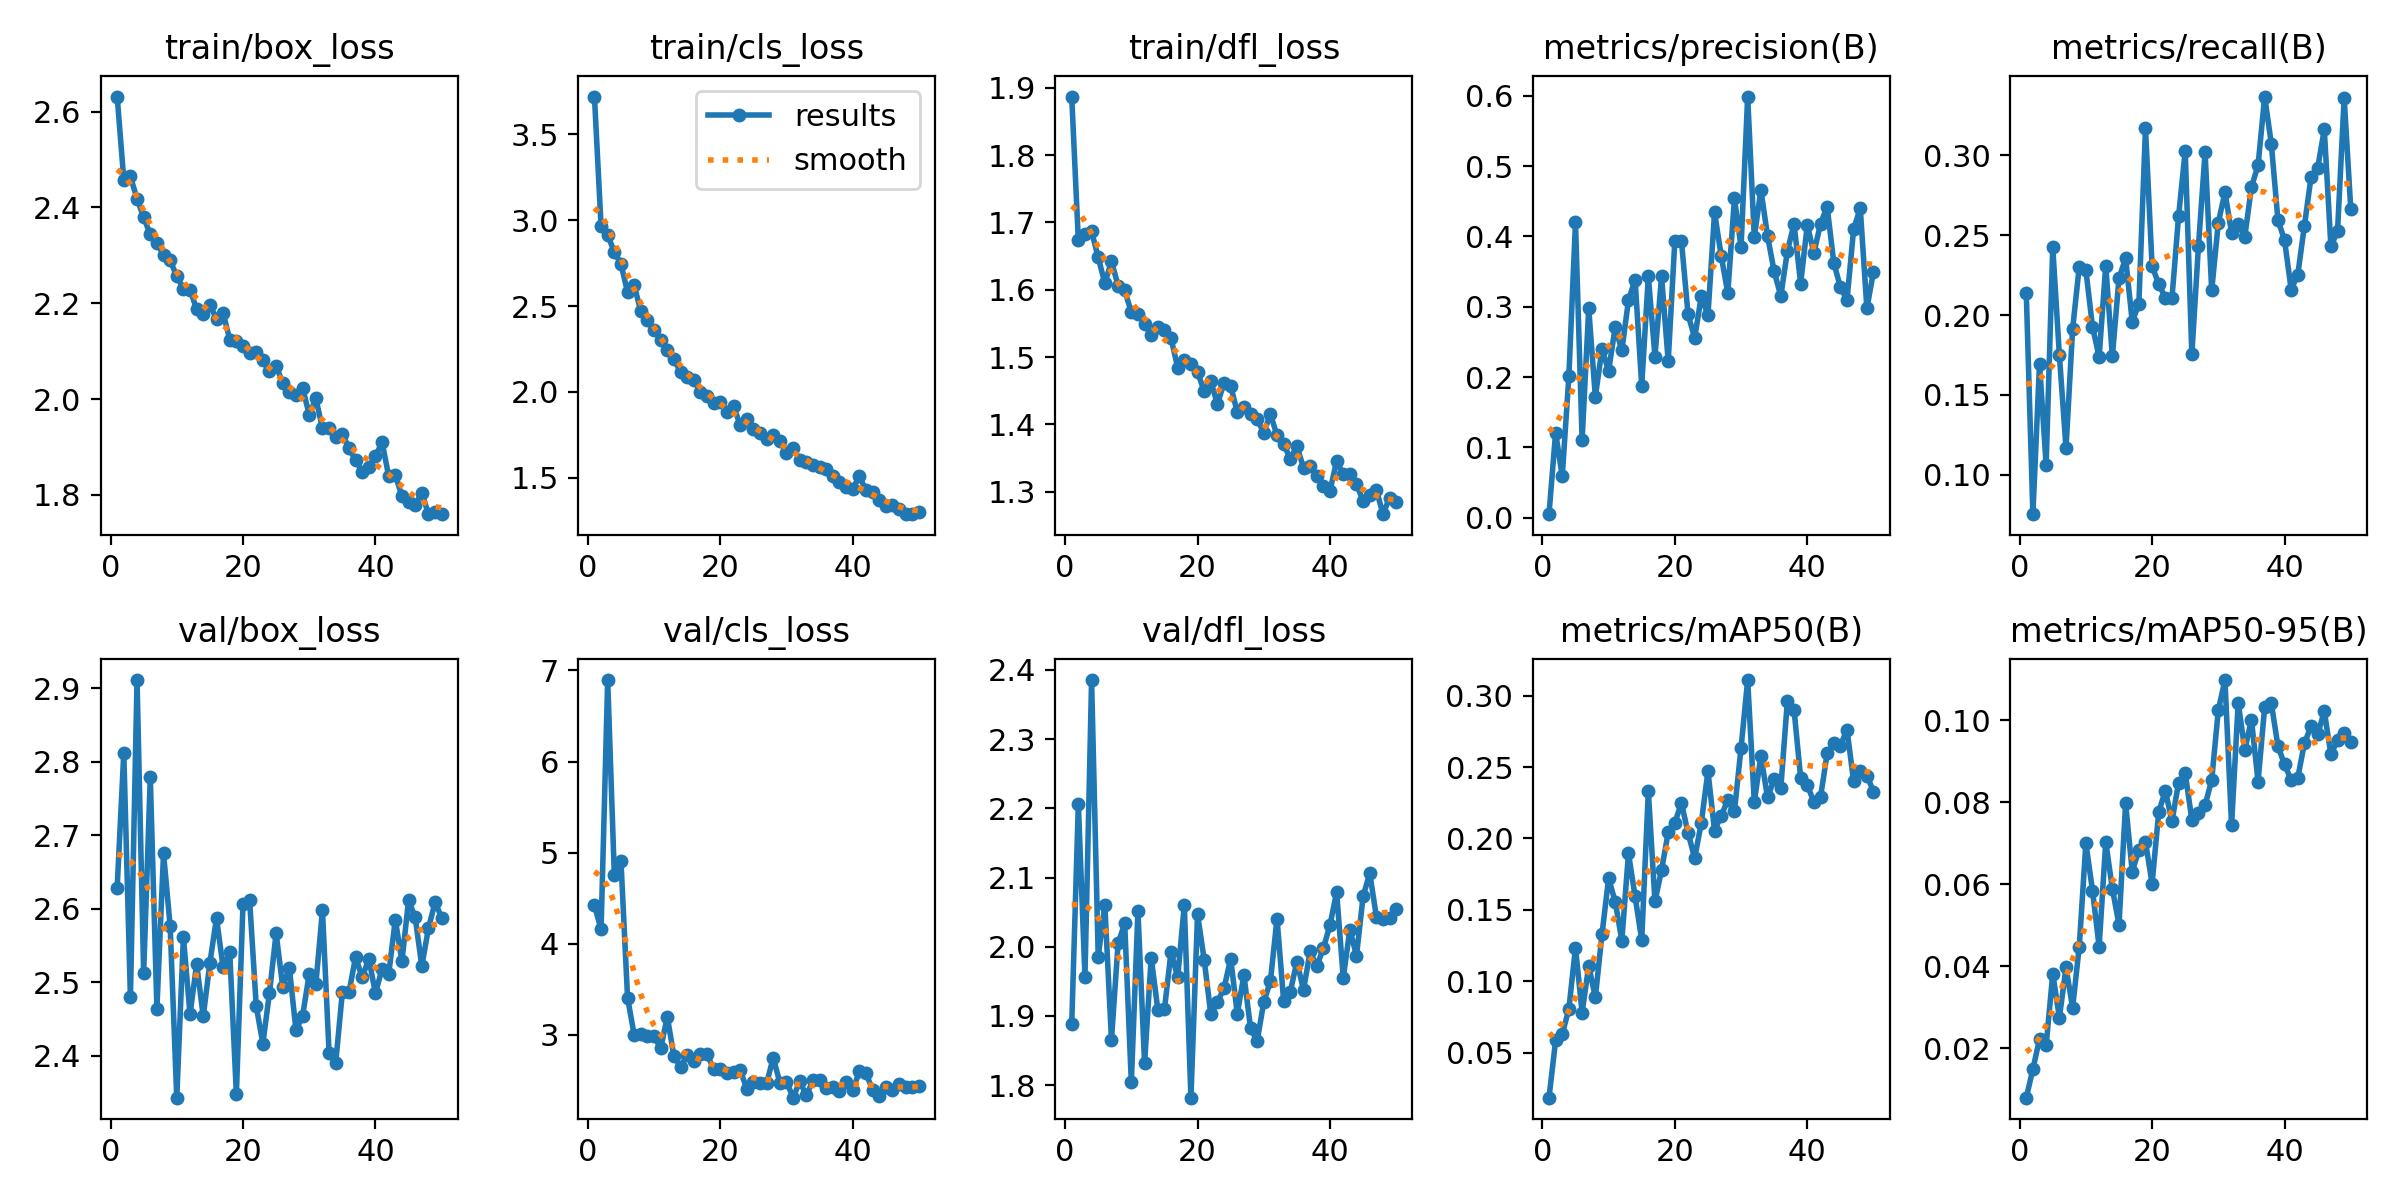 train/box_loss
train/cls_loss
train/dfl_loss
metrics/precision(B)
metrics/recall(B)
2.6
2.4
2.2
2.0
1.8
0 20 40
results
smooth
3.5
3.0
2.5
2.0
1.5
0 20 40
1.9
1.8
1.7
1.6
1.5
1.4
1.3
0 20 40
0.6
0.5
0.4
0.3
0.2
0.1
0.0
0 20 40
0.30
0.25
0.20
0.15
0.10
0 20 40
val/box_loss
val/cls_loss
val/dfl_loss
metrics/mAP50(B)
metrics/mAP50-95(B)
2.9
2.8
2.7
2.6
2.5
2.4
0 20 40
7
6
5
4
3
0 20 40
2.4
2.3
2.2
2.1
2.0
1.9
1.8
0 20 40
0.30
0.25
0.20
0.15
0.10
0.05
0 20 40
0.10
0.08
0.06
0.04
0.02
0 20 40